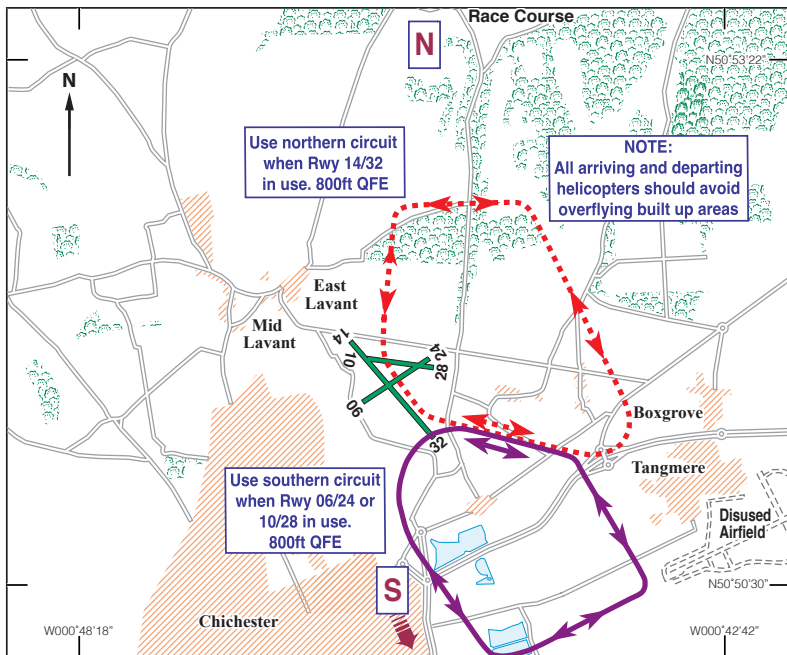 Race Course
N
N50°53'22"
N
Use northern circuit
when Rwy 14/32
in use. 800ft QFE
NOTE:
All arriving and departing
helicopters should avoid
overflying built up areas
East
Lavant
Mid
Lavant
14
10
24
28
06
32
Boxgrove
Tangmere
Use southern circuit
when Rwy 06/24 or
10/28 in use.
800ft QFE
Disused
Airfield
S
N50°50'30"
Chichester
W000°48'18"
W000°42'42"